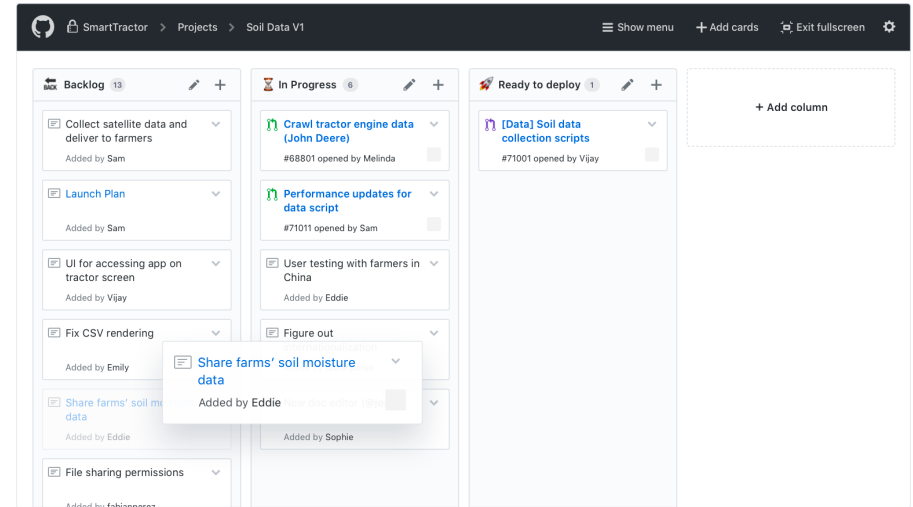 SmartTractor > Projects > Soil Data V1
Show menu
+ Add cards
Exit fullscreen
BACK
Backlog 13
Collect satellite data and
deliver to farmers
Added by Sam
Launch Plan
Added by Sam
UI for accessing app on
tractor screen
Added by Vijay
Fix CSV rendering
Added by Emily
Share farms' soil
data
Added by Eddie
File sharing permissions
Added by fabianperez
In Progress 6
Crawl tractor engine data
(John Deere)
#68801 opened by Melinda
Performance updates for
data script
#71011 opened by Sam
User testing with farmers in
China
Added by Eddie
Figure out
Added by Sophie
Share farms' soil moisture
data
Added by Eddie
Ready to deploy 1
[Data] Soil data
collection scripts
#71001 opened by Vijay
+ Add column